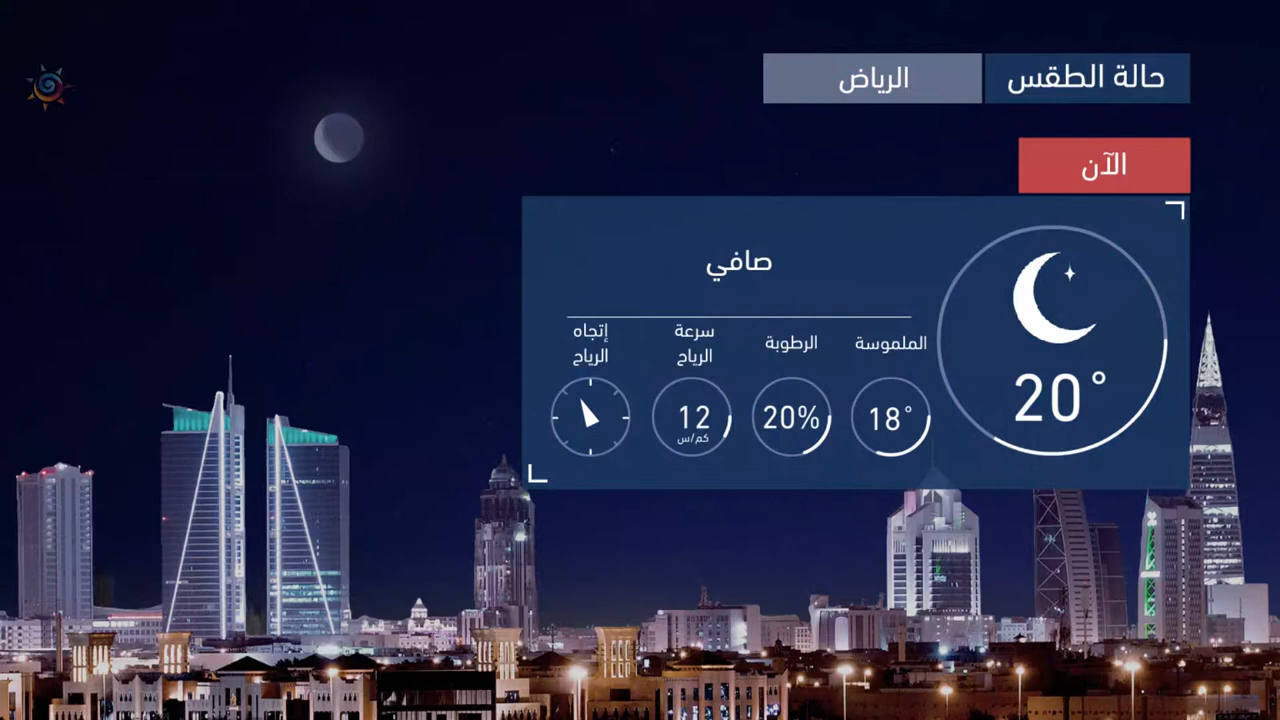 حالة الطقس
الرياض
الآن
صافي
20°
الملموسة
18°
الرطوبة
20%
سرعة
الرياح
12
كم/س
إتجاه
الرياح